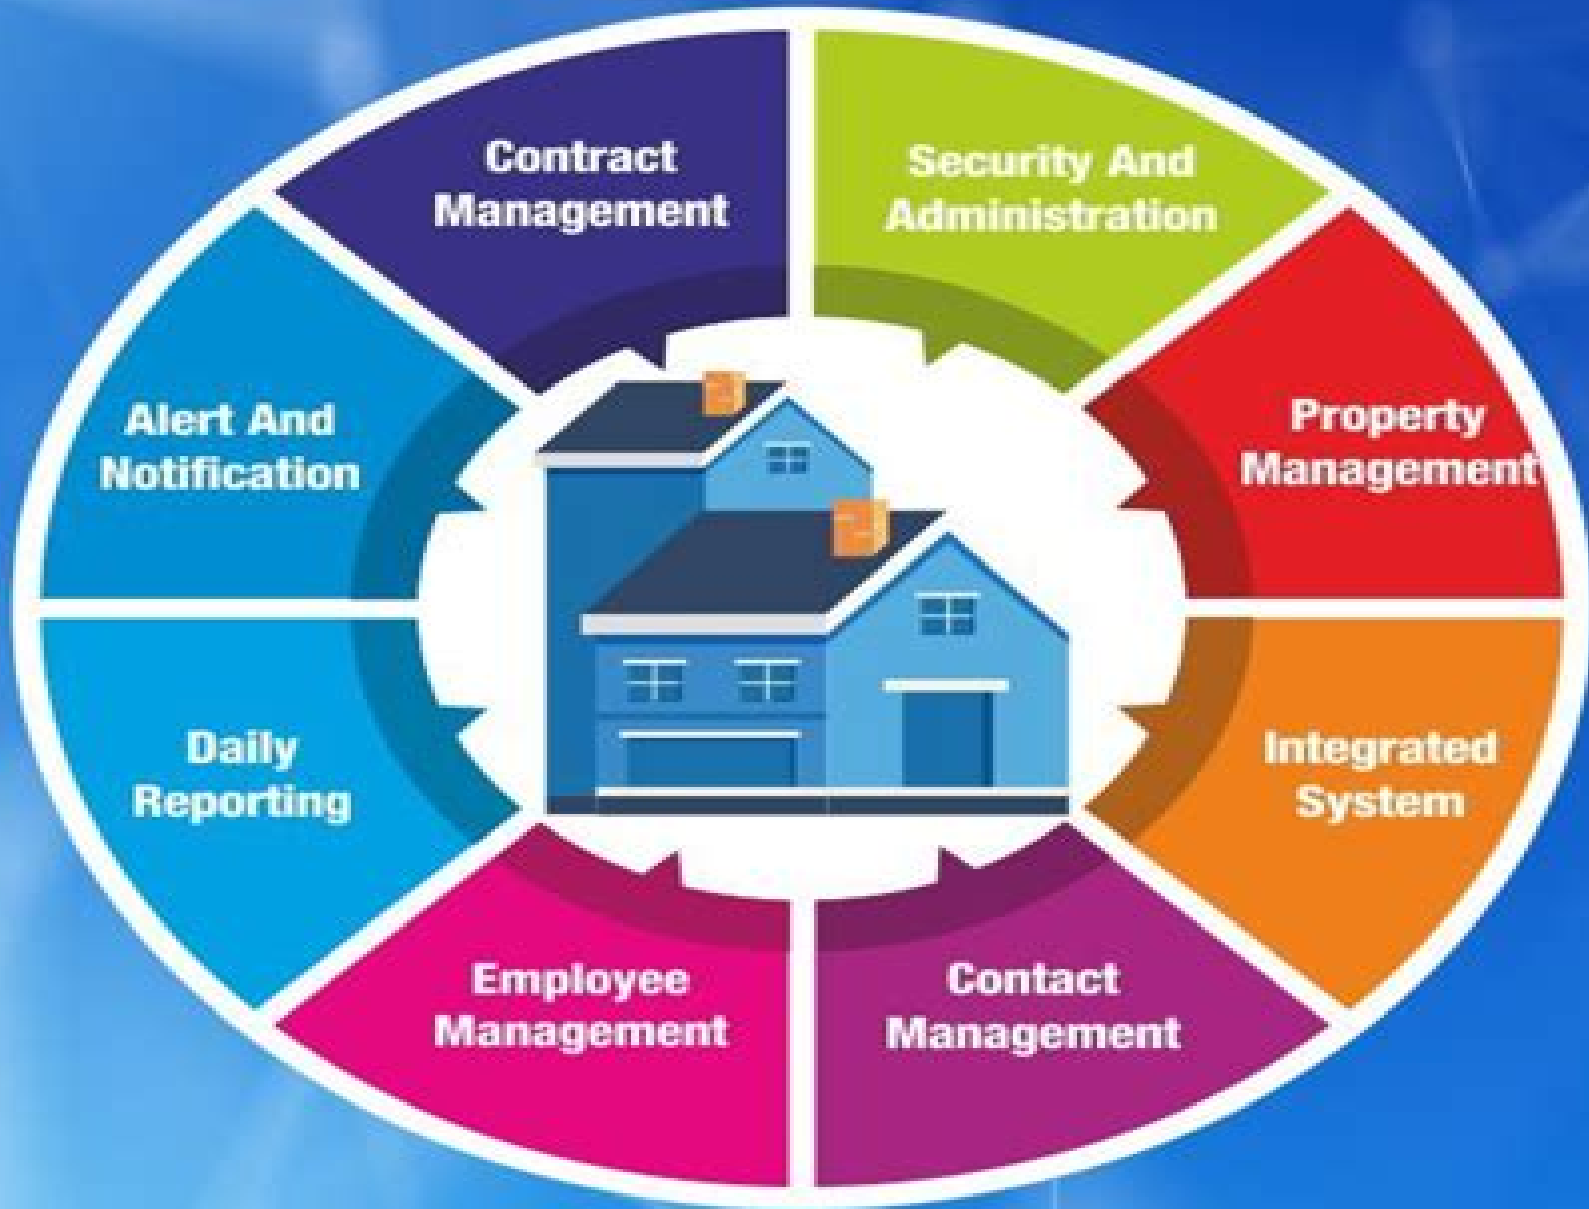 Contract
Management
Security And
Administration
Property
Management
Integrated
System
Contact
Management
Employee
Management
Daily
Reporting
Alert And
Notification